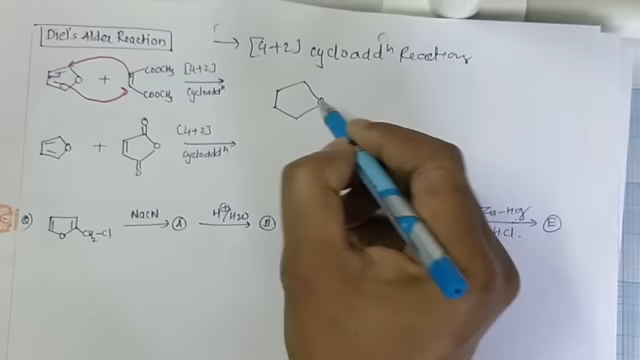 Diel's Alder Reaction → [4+2] cycloaddⁿ Reaction
O + COOCH₃ COOCH₃ [4+2] cycloaddⁿ
O + O O O [4+2] cycloaddⁿ
O CH₂-Cl NaCN → A H⊕/H₂O → B Zn-Hg HCl. → E